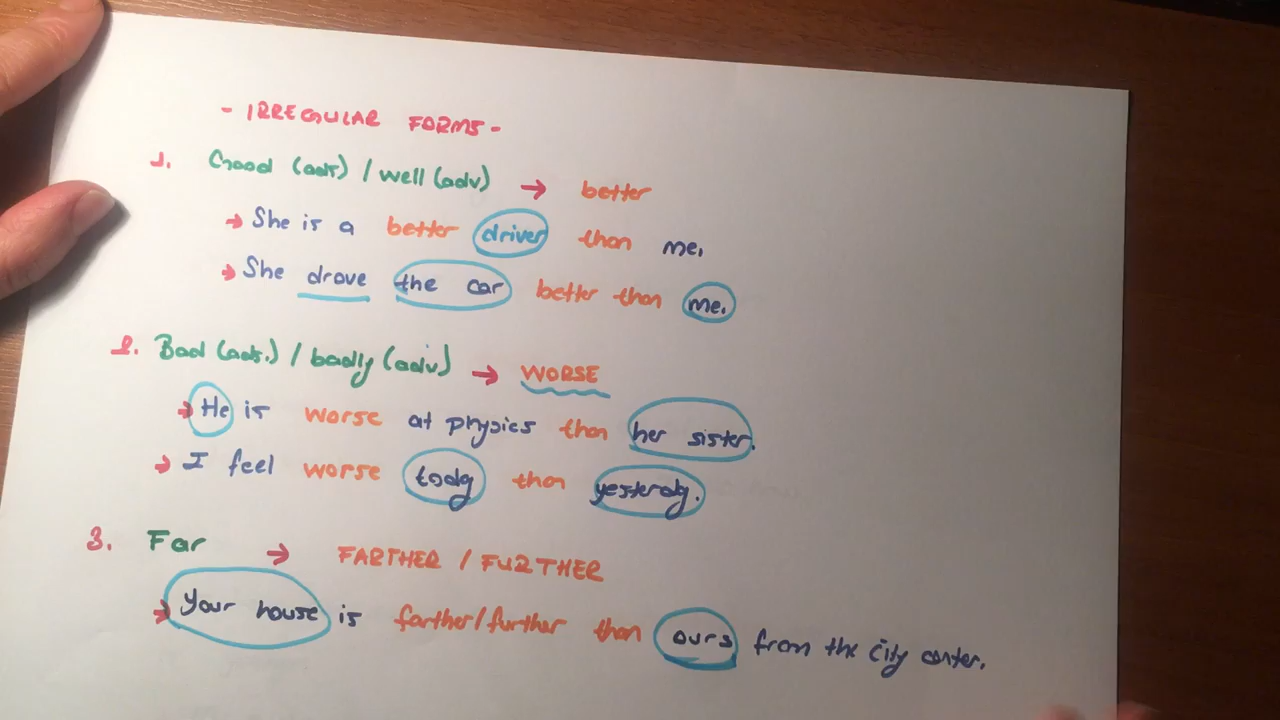 - IRREGULAR FORMS -
1. Good (adj) / well (adv) → better
→ She is a better driver than me.
→ She drove the car better than me.
2. Bad (adj.) / badly (adv) → WORSE
→ He is worse at physics than her sister.
→ I feel worse today than yesterday.
3. Far → FARTHER / FURTHER
→ Your house is farther/further than ours from the city center.